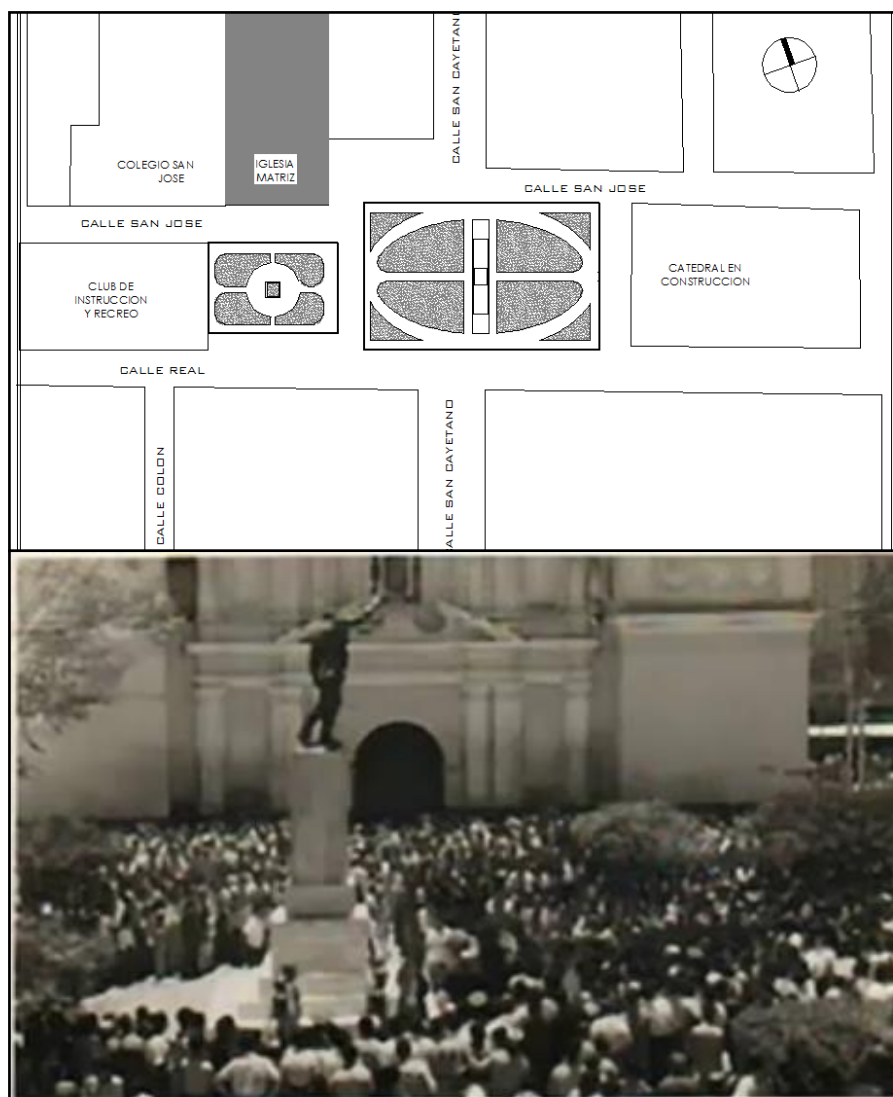 CALLE SAN CAYETANO
COLEGIO SAN
JOSE
IGLESIA
MATRIZ
CALLE SAN JOSE
CALLE SAN JOSE
CLUB DE
INSTRUCCION
Y RECREO
CATEDRAL EN
CONSTRUCCION
CALLE REAL
CALLE COLON
CALLE SAN CAYETANO